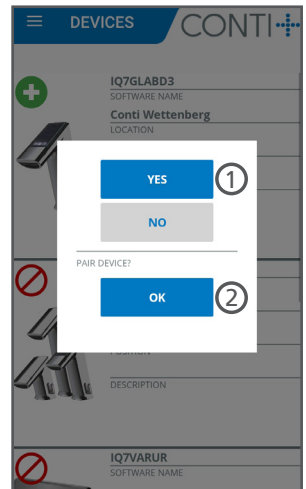 DEVICES
CONTI+
IQ7GLABD3
SOFTWARE NAME
Conti Wettenberg
LOCATION
YES
1
NO
PAIR DEVICE?
OK
2
POSITION
DESCRIPTION
IQ7VARUR
SOFTWARE NAME